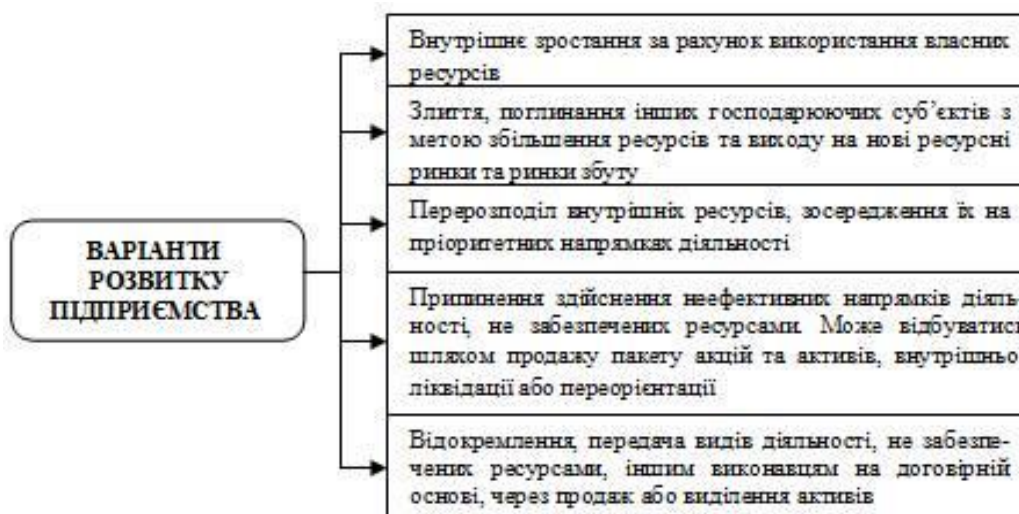 ВАРІАНТИ
РОЗВИТКУ
ПІДПРИЄМСТВА
Внутрішнє зростання за рахунок використання власних
ресурсів
Злиття, поглинання інших господарюючих суб’єктів з
метою збільшення ресурсів та виходу на нові ресурсні
ринки та ринки збуту
Перерозподіл внутрішніх ресурсів, зосередження їх на
пріоритетних напрямках діяльності
Припинення здійснення неефективних напрямків діяль-
ності, не забезпечених ресурсами. Може відбуватись
шляхом продажу пакету акцій та активів, внутрішньо
ліквідації або переорієнтації
Відокремлення, передача видів діяльності, не забезпе-
чених ресурсами, іншим виконавцям на договірній
основі, через продаж або виділення активів